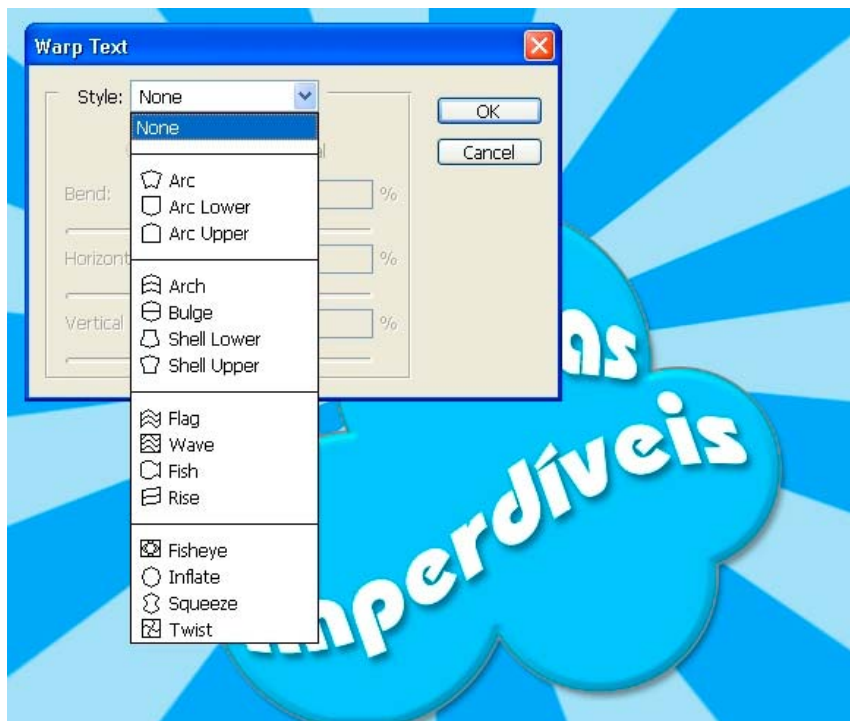 Warp Text
Style: None
OK
None
Cancel
Bend: %
Arc
Arc Lower
Arc Upper
%
Arch
Bulge
Shell Lower
Vertical %
Shell Upper
Flag
Wave
Fish
Rise
Fisheye
Inflate
Squeeze
Twist
Imperdíveis